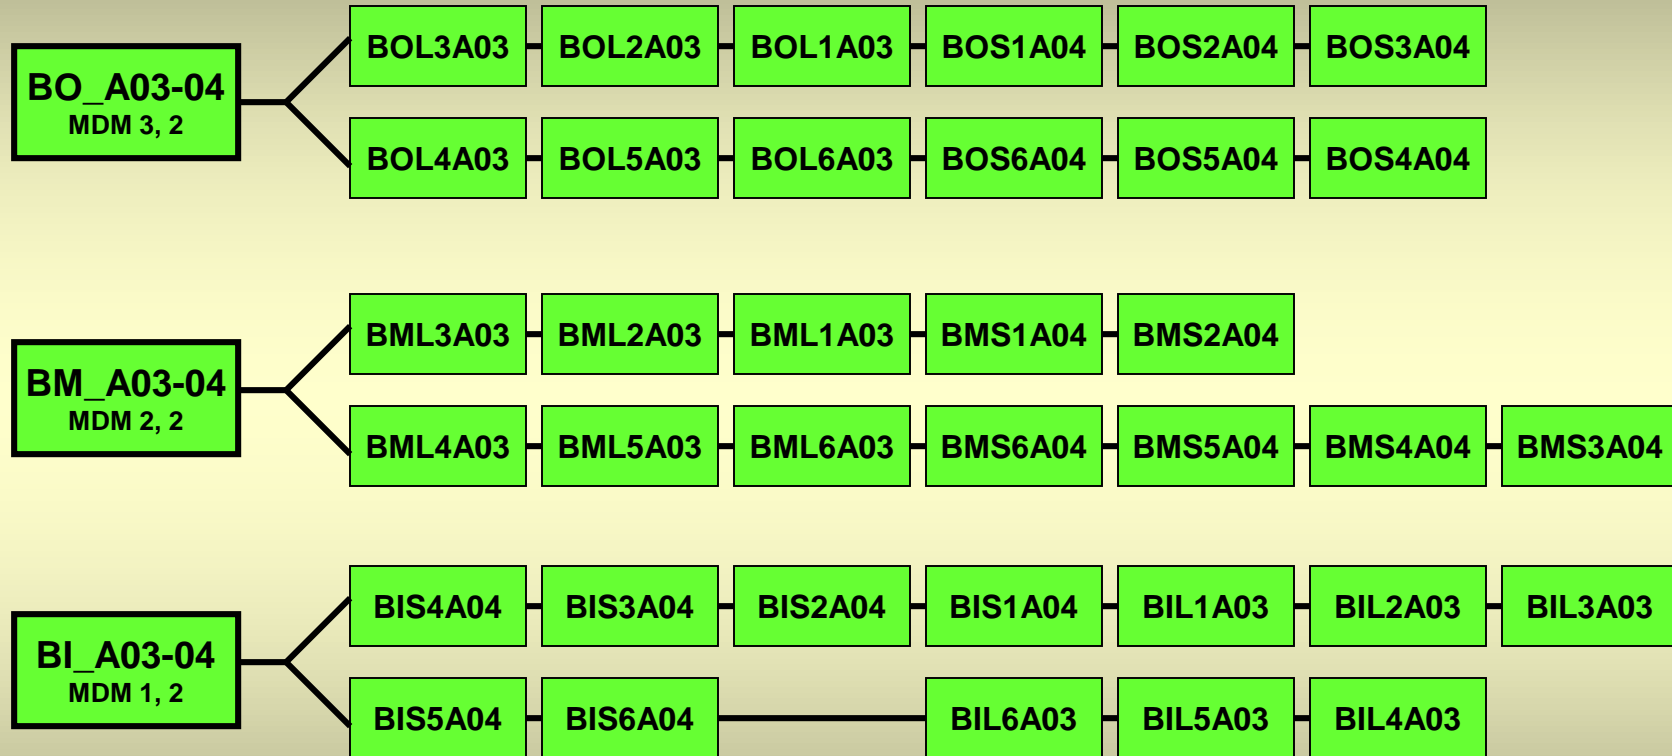 BOL3A03 BOL2A03 BOL1A03 BOS1A04 BOS2A04 BOS3A04
BO_A03-04
MDM 3, 2
BOL4A03 BOL5A03 BOL6A03 BOS6A04 BOS5A04 BOS4A04
BML3A03 BML2A03 BML1A03 BMS1A04 BMS2A04
BM_A03-04
MDM 2, 2
BML4A03 BML5A03 BML6A03 BMS6A04 BMS5A04 BMS4A04 BMS3A04
BIS4A04 BIS3A04 BIS2A04 BIS1A04 BIL1A03 BIL2A03 BIL3A03
BI_A03-04
MDM 1, 2
BIS5A04 BIS6A04 BIL6A03 BIL5A03 BIL4A03